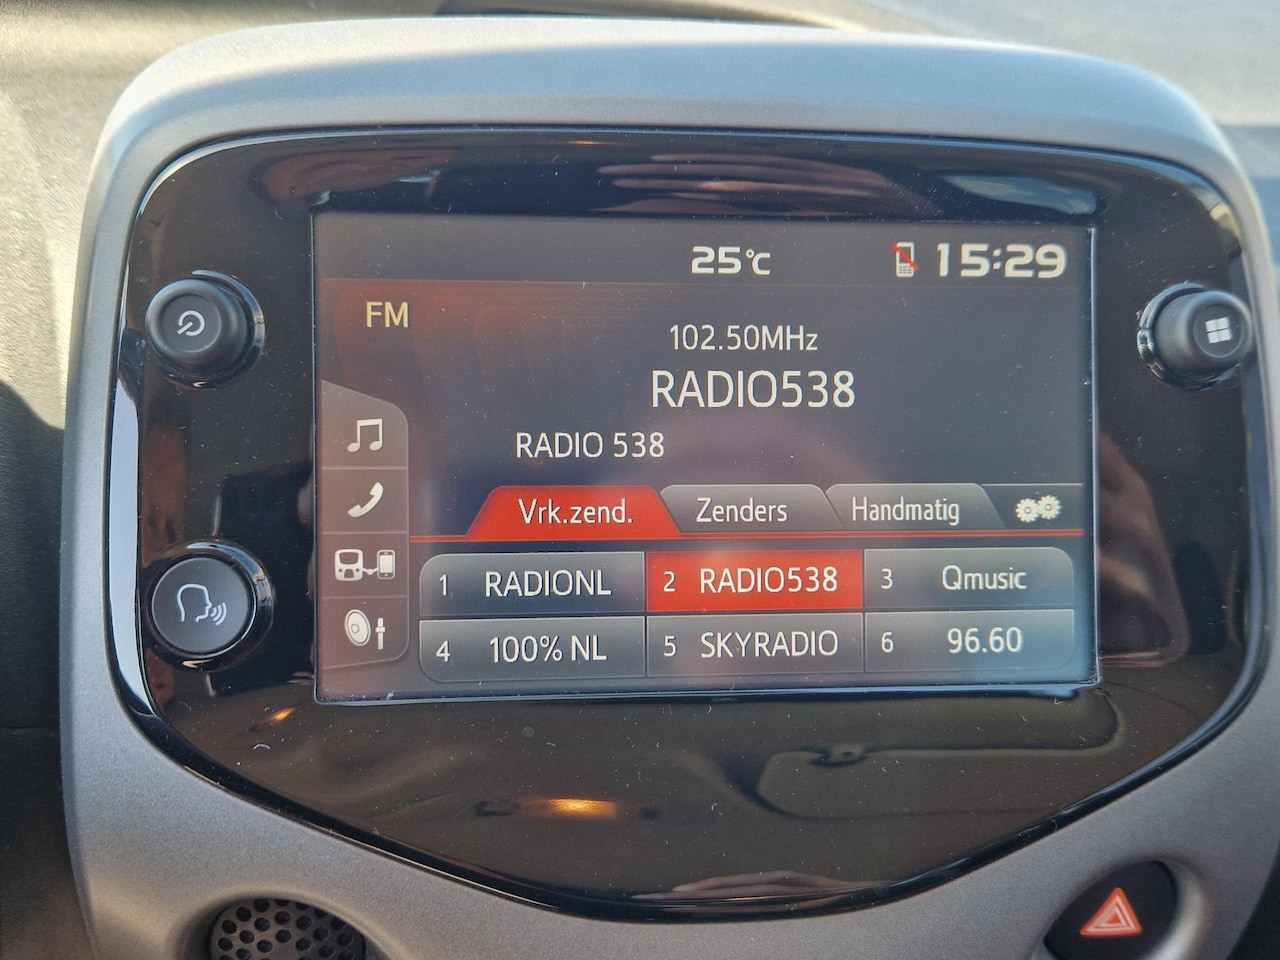 25°C 15:29
FM
102.50MHz
RADIO538
RADIO 538
Vrk.zend. Zenders Handmatig
1 RADIONL 2 RADIO538 3 Qmusic
4 100% NL 5 SKYRADIO 6 96.60